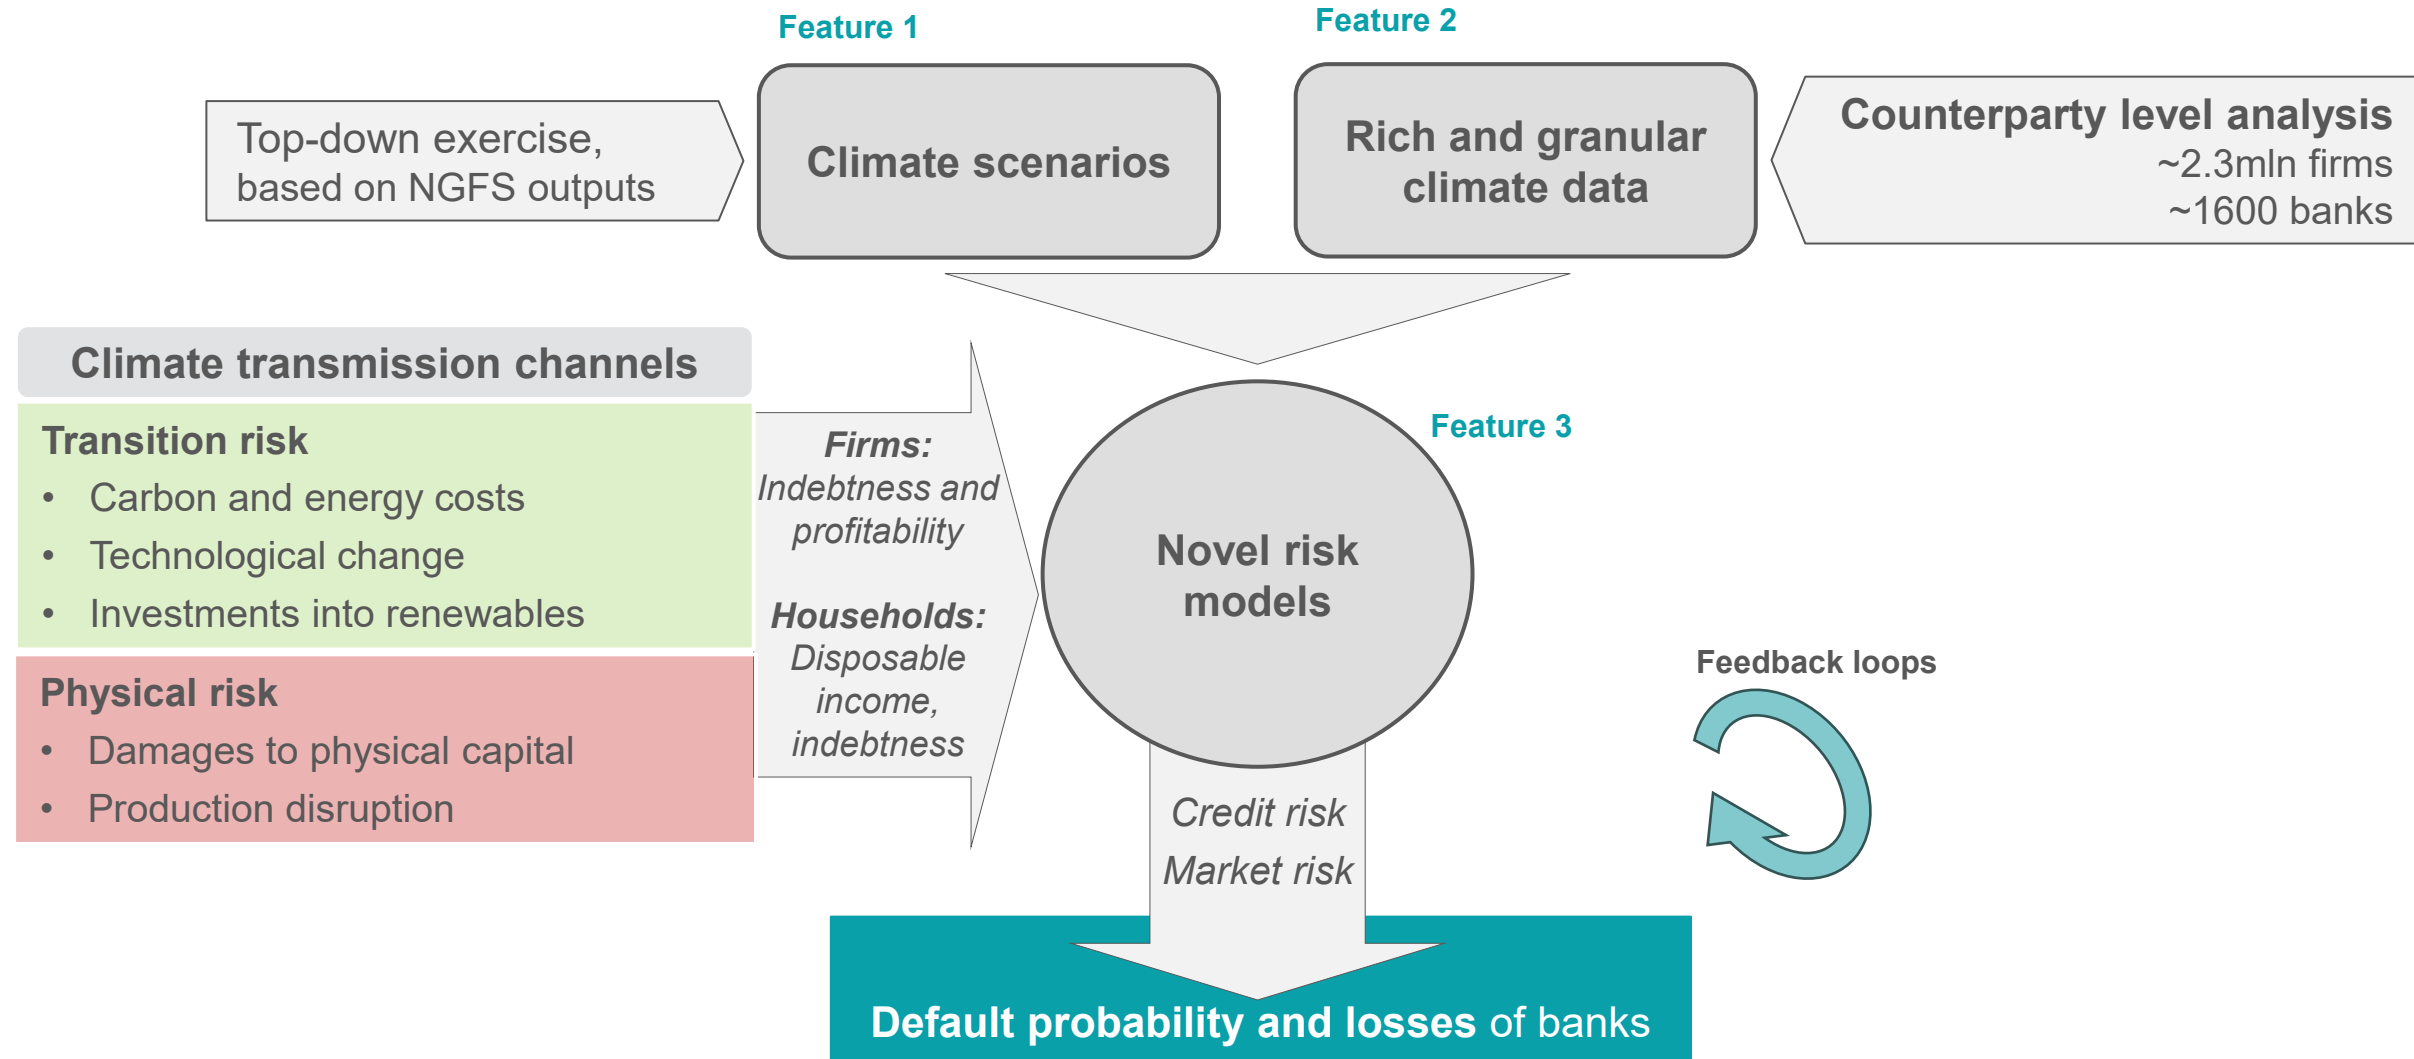 Feature 1
Feature 2
Top-down exercise,
based on NGFS outputs
Climate scenarios
Rich and granular
climate data
Counterparty level analysis
~2.3mln firms
~1600 banks
Climate transmission channels
Transition risk
• Carbon and energy costs
• Technological change
• Investments into renewables
Physical risk
• Damages to physical capital
• Production disruption
Firms:
Indebtness and
profitability
Households:
Disposable
income,
indebtness
Feature 3
Novel risk
models
Feedback loops
Credit risk
Market risk
Default probability and losses of banks